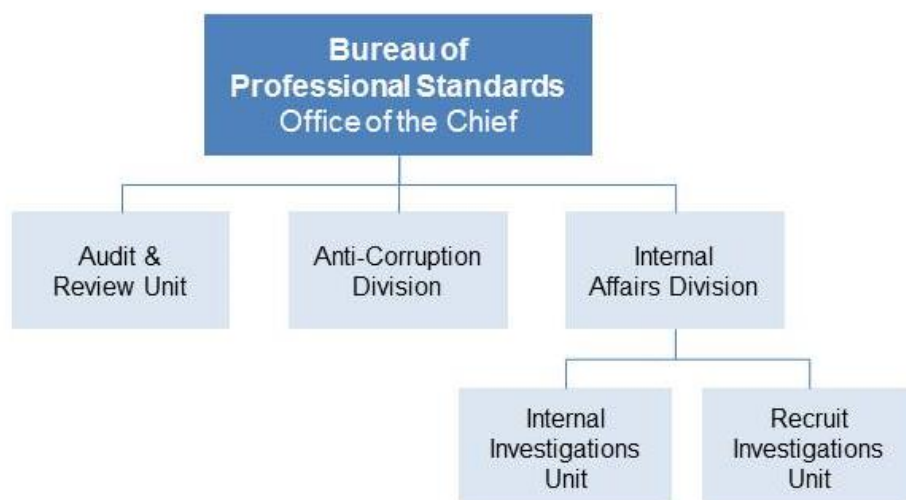 Bureau of
Professional Standards
Office of the Chief
Audit &
Review Unit
Anti-Corruption
Division
Internal
Affairs Division
Internal
Investigations
Unit
Recruit
Investigations
Unit